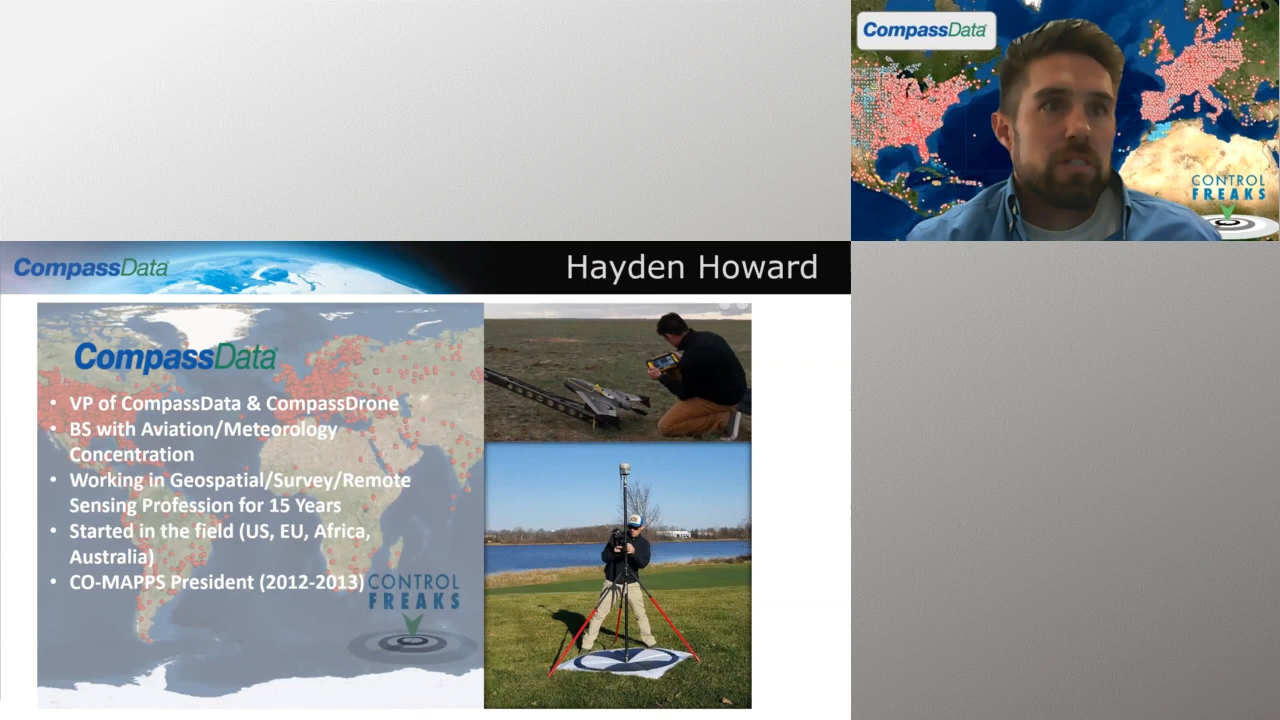 CompassData
CONTROL
FREAKS
CompassData
Hayden Howard
CompassData
• VP of CompassData & CompassDrone
• BS with Aviation/Meteorology
Concentration
• Working in Geospatial/Survey/Remote
Sensing Profession for 15 Years
• Started in the field (US, EU, Africa,
Australia)
• CO-MAPPS President (2012-2013)
CONTROL
FREAKS